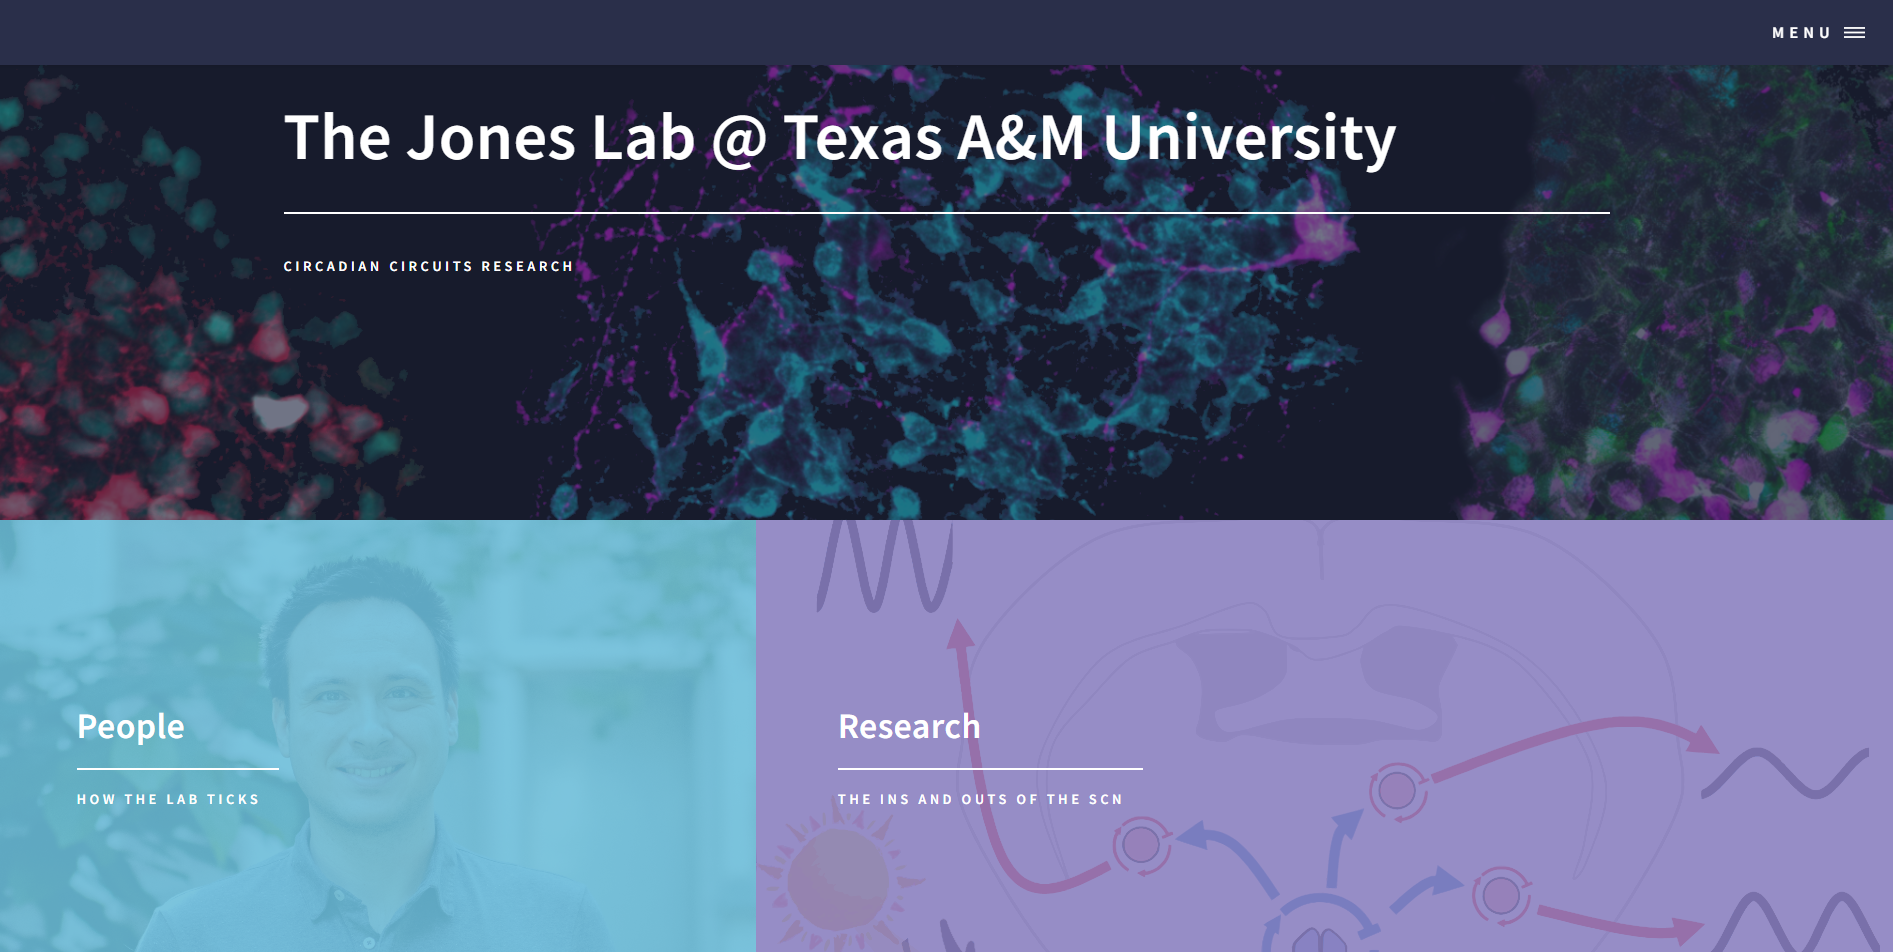 MENU
The Jones Lab @ Texas A&M University
CIRCADIAN CIRCUITS RESEARCH
People
HOW THE LAB TICKS
Research
THE INS AND OUTS OF THE SCN